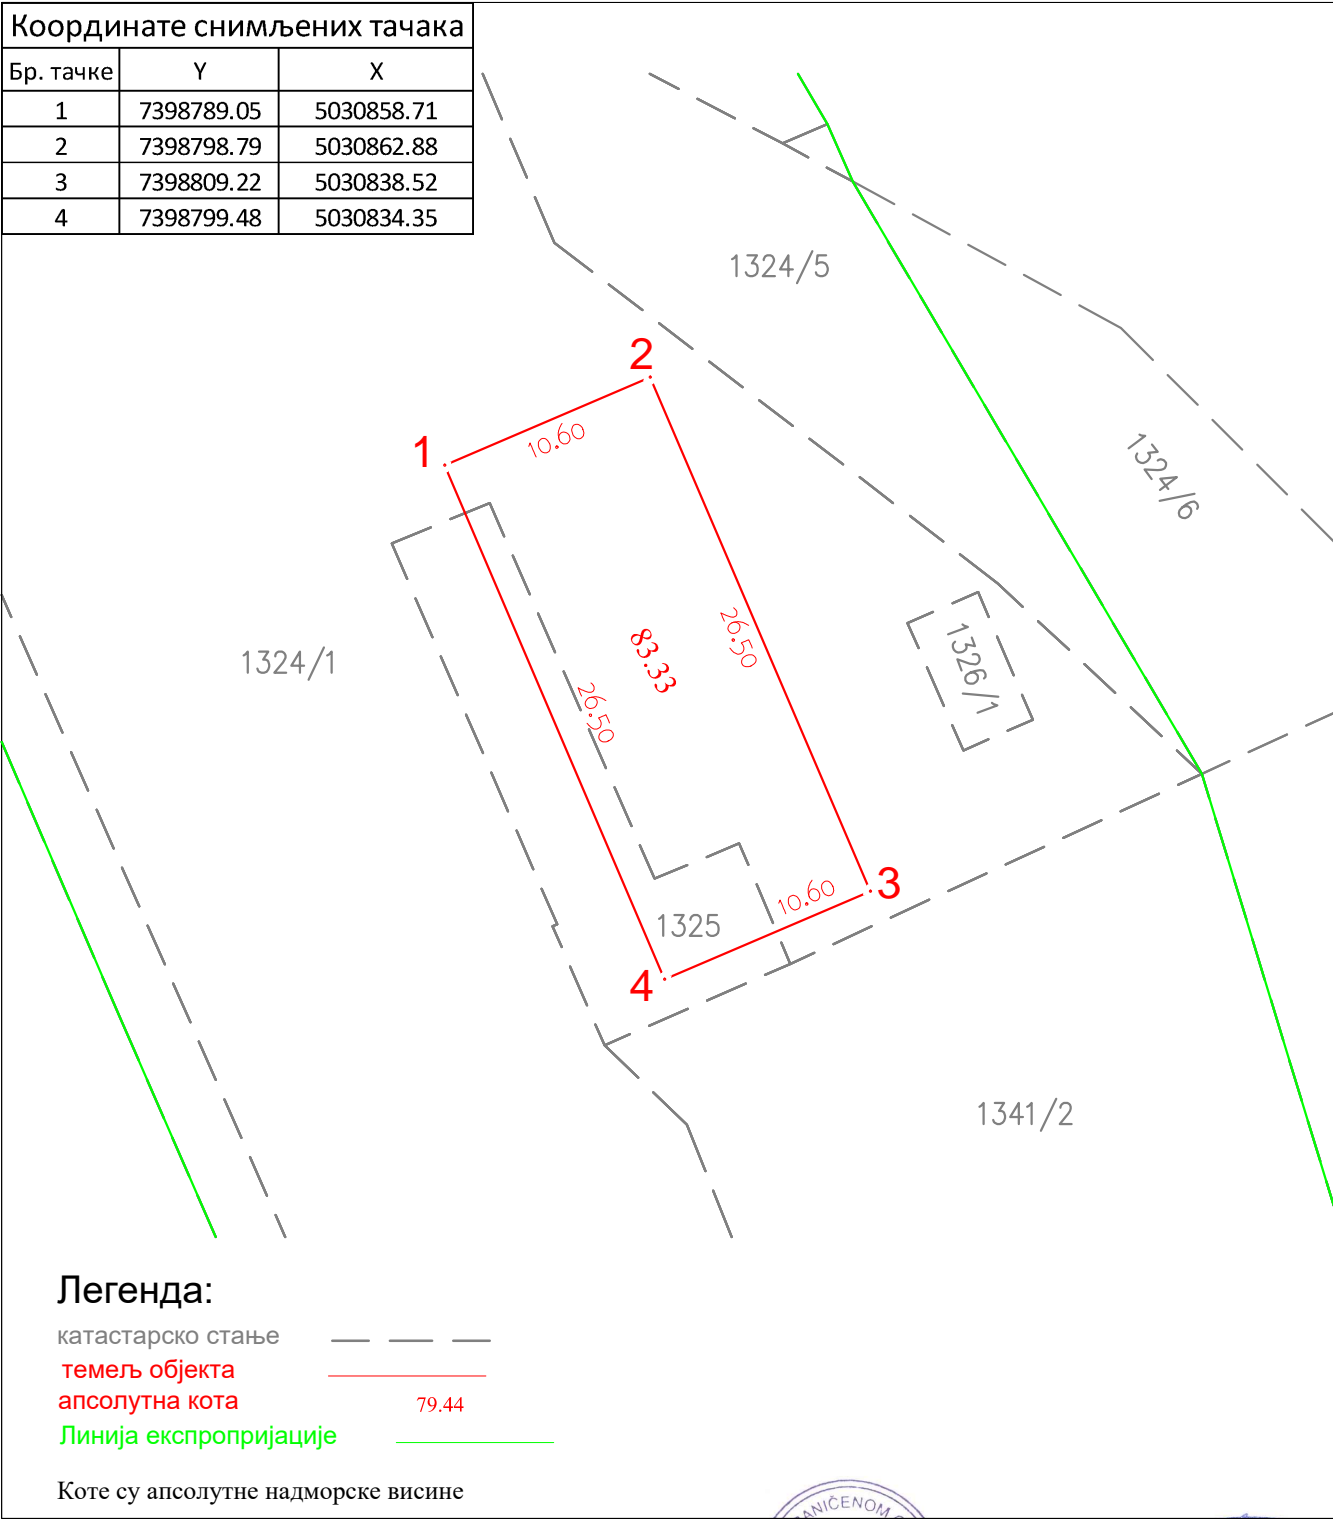 Координате снимљених тачака
Бр. тачке Y X
1 7398789.05 5030858.71
2 7398798.79 5030862.88
3 7398809.22 5030838.52
4 7398799.48 5030834.35
1324/5
2
10.60
1
1324/6
83.33
26.50
1326/1
1324/1
26.50
10.60
3
1325
4
1341/2
Легенда:
катастарско стање
темељ објекта
апсолутна кота 79.44
Линија експропријације
Коте су апсолутне надморске висине